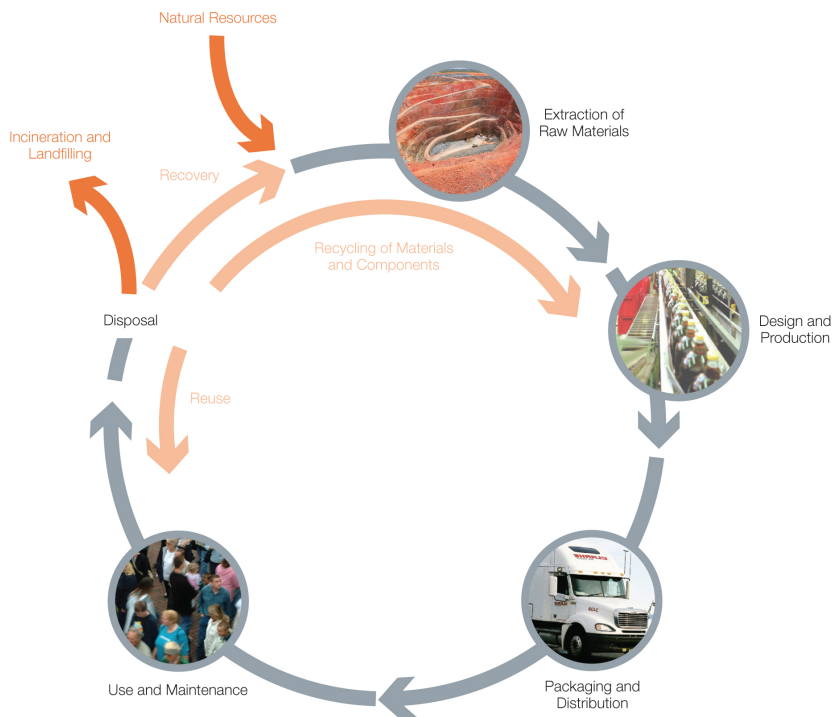 Natural Resources
Extraction of
Raw Materials
Incineration and
Landfilling
Recovery
Recycling of Materials
and Components
Disposal
Design and
Production
Reuse
Use and Maintenance
Packaging and
Distribution